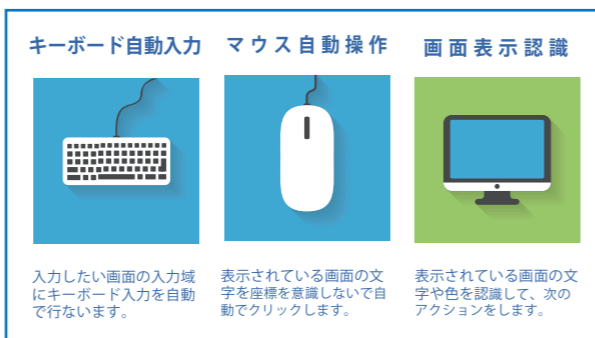 キーボード自動入力
マウス自動操作
画面表示認識
入力したい画面の入力域
にキーボード入力を自動
で行ないます。
表示されている画面の文
字を座標を意識しないで自
動でクリックします。
表示されている画面の文
字や色を認識して、次の
アクションをします。